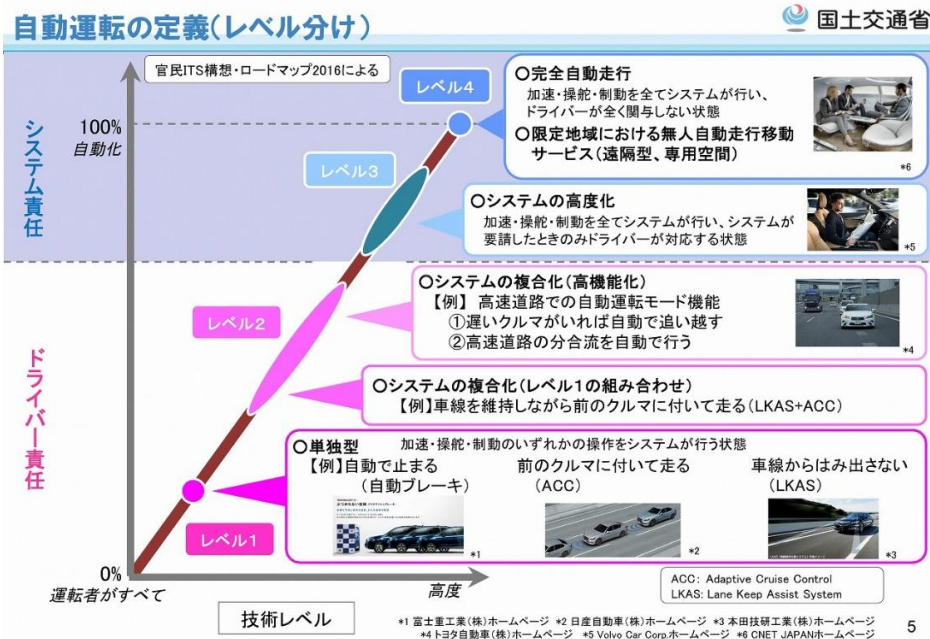 自動運転の定義(レベル分け)
国土交通省
官民ITS構想・ロードマップ2016による
レベル4
100%
自動化
システム責任
レベル3
○完全自動走行
加速・操舵・制動を全てシステムが行い、
ドライバーが全く関与しない状態
○限定地域における無人自動走行移動
サービス(遠隔型、専用空間)
*6
○システムの高度化
加速・操舵・制動を全てシステムが行い、システムが
要請したときのみドライバーが対応する状態
*5
○システムの複合化(高機能化)
【例】 高速道路での自動運転モード機能
①遅いクルマがいれば自動で追い越す
②高速道路の分合流を自動で行う
*4
レベル2
ドライバー責任
○システムの複合化(レベル1の組み合わせ)
【例】車線を維持しながら前のクルマに付いて走る(LKAS+ACC)
○単独型 加速・操舵・制動のいずれかの操作をシステムが行う状態
【例】自動で止まる
(自動ブレーキ)
*1
前のクルマに付いて走る
(ACC)
*2
車線からはみ出さない
(LKAS)
*3
レベル1
0%
運転者がすべて
高度
技術レベル
ACC: Adaptive Cruise Control
LKAS: Lane Keep Assist System
*1 富士重工業(株)ホームページ *2 日産自動車(株)ホームページ *3 本田技研工業(株)ホームページ
*4 トヨタ自動車(株)ホームページ *5 Volvo Car Corp.ホームページ *6 CNET JAPANホームページ
5